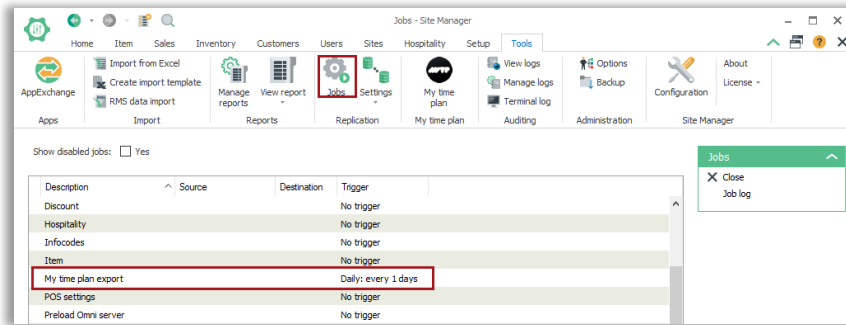 Jobs - Site Manager
Home Item Sales Inventory Customers Users Sites Hospitality Setup Tools
AppExchange
Apps
Import from Excel
Create import template
RMS data import
Import
Manage reports
View report
Reports
Jobs
Settings
Replication
My time plan
My time plan
View logs
Manage logs
Terminal log
Auditing
Options
Backup
Administration
Configuration
About
License
Site Manager
Show disabled jobs: Yes
Description Source Destination Trigger
Discount No trigger
Hospitality No trigger
Infocodes No trigger
Item No trigger
My time plan export Daily: every 1 days
POS settings No trigger
Preload Omni server No trigger
Jobs
Close
Job log